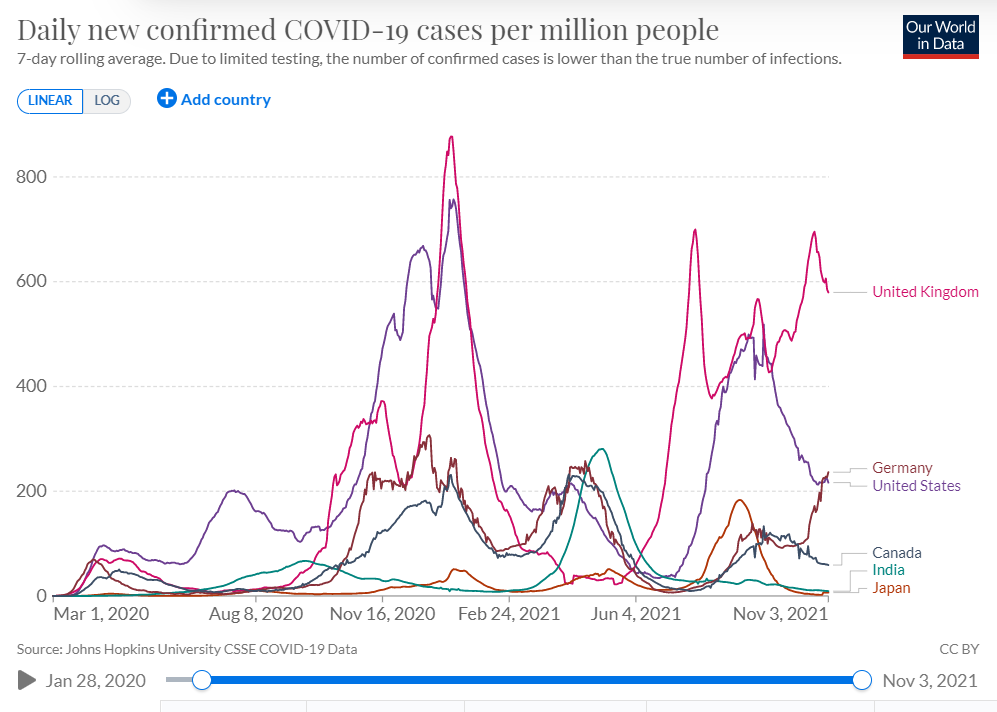 Daily new confirmed COVID-19 cases per million people
Our World
in Data
7-day rolling average. Due to limited testing, the number of confirmed cases is lower than the true number of infections.
LINEAR LOG + Add country
800
600
400
200
0
United Kingdom
Germany
United States
Canada
India
Japan
Mar 1, 2020 Aug 8, 2020 Nov 16, 2020 Feb 24, 2021 Jun 4, 2021 Nov 3, 2021
Source: Johns Hopkins University CSSE COVID-19 Data CC BY
Jan 28, 2020 Nov 3, 2021